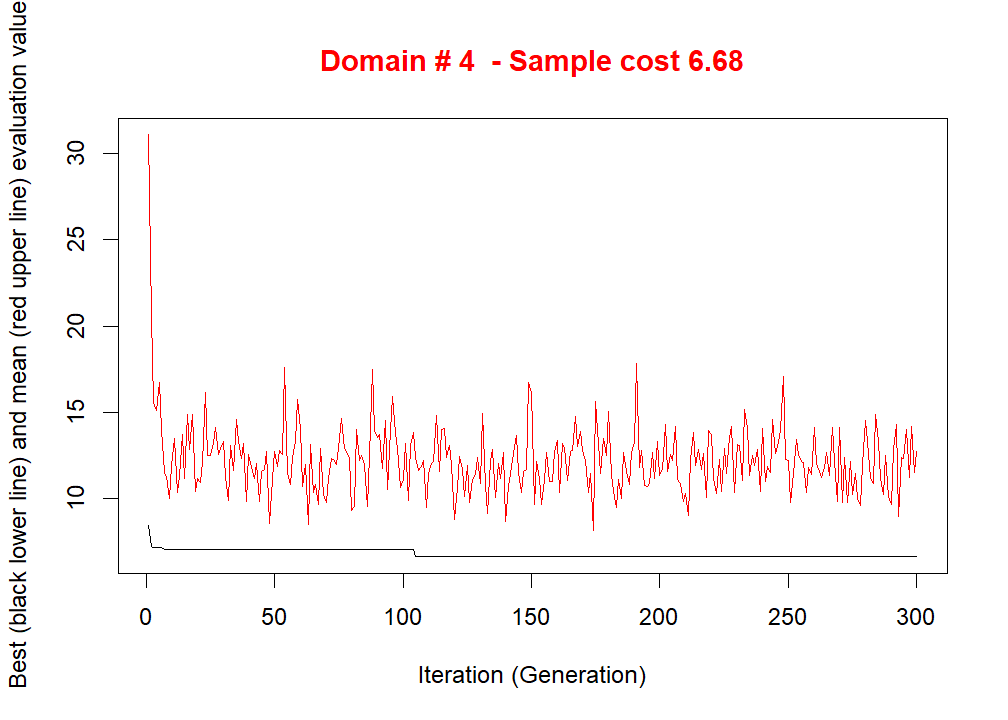 Domain # 4  - Sample cost 6.68
Best (black lower line) and mean (red upper line) evaluation value
30
25
20
15
10
0 50 100 150 200 250 300
Iteration (Generation)